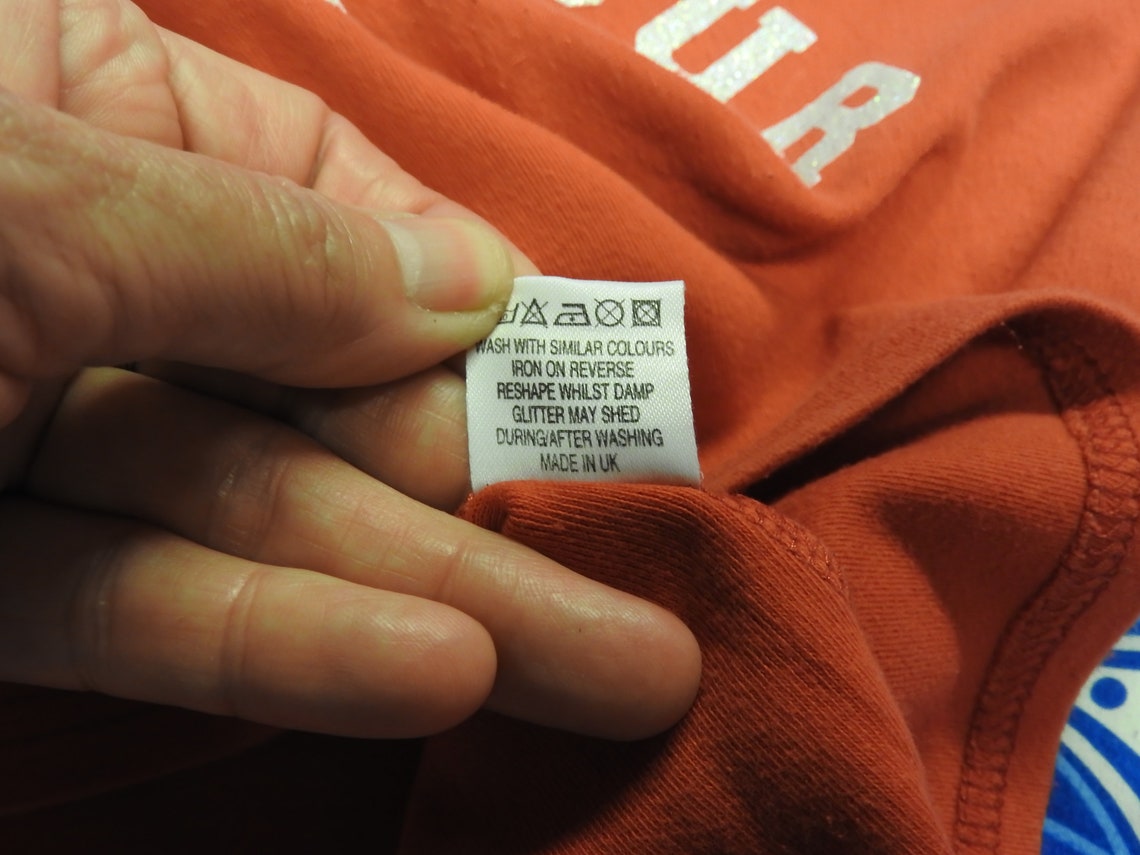 UR
WASH WITH SIMILAR COLOURS
IRON ON REVERSE
RESHAPE WHILST DAMP
GLITTER MAY SHED
DURING/AFTER WASHING
MADE IN UK